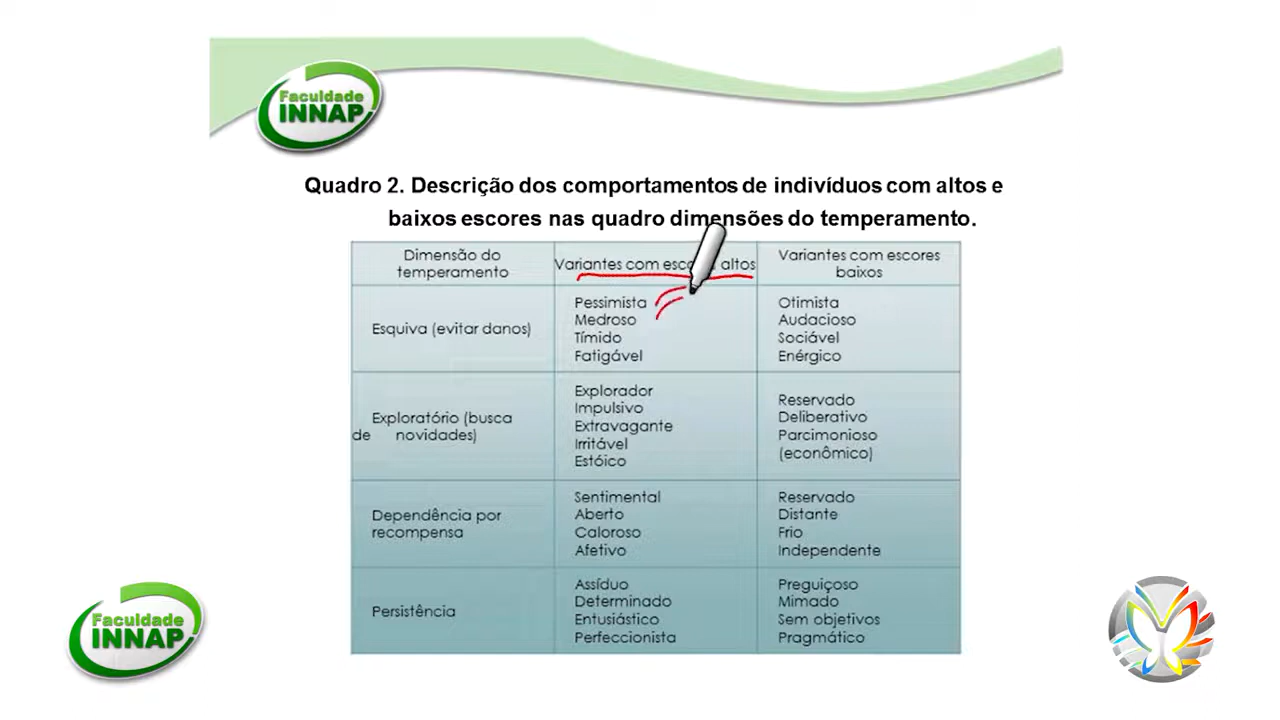 Faculdade
INNAP
Quadro 2. Descrição dos comportamentos de indivíduos com altos e
baixos escores nas quadro dimensões do temperamento.
Dimensão do
temperamento
Variantes com escores altos
Variantes com escores
baixos
Esquiva (evitar danos)
Pessimista
Medroso
Tímido
Fatigável
Otimista
Audacioso
Sociável
Enérgico
Exploratório (busca
de novidades)
Explorador
Impulsivo
Extravagante
Irritável
Estóico
Reservado
Deliberativo
Parcimonioso
(econômico)
Dependência por
recompensa
Sentimental
Aberto
Caloroso
Afetivo
Reservado
Distante
Frio
Independente
Persistência
Assíduo
Determinado
Entusiástico
Perfeccionista
Preguiçoso
Mimado
Sem objetivos
Pragmático
Faculdade
INNAP